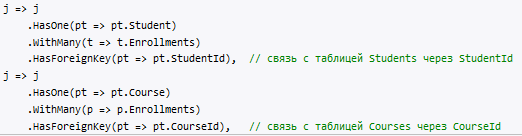 j => j
.HasOne(pt => pt.Student)
.WithMany(t => t.Enrollments)
.HasForeignKey(pt => pt.StudentId), // связь с таблицей Students через StudentId
j => j
.HasOne(pt => pt.Course)
.WithMany(p => p.Enrollments)
.HasForeignKey(pt => pt.CourseId), // связь с таблицей Courses через CourseId